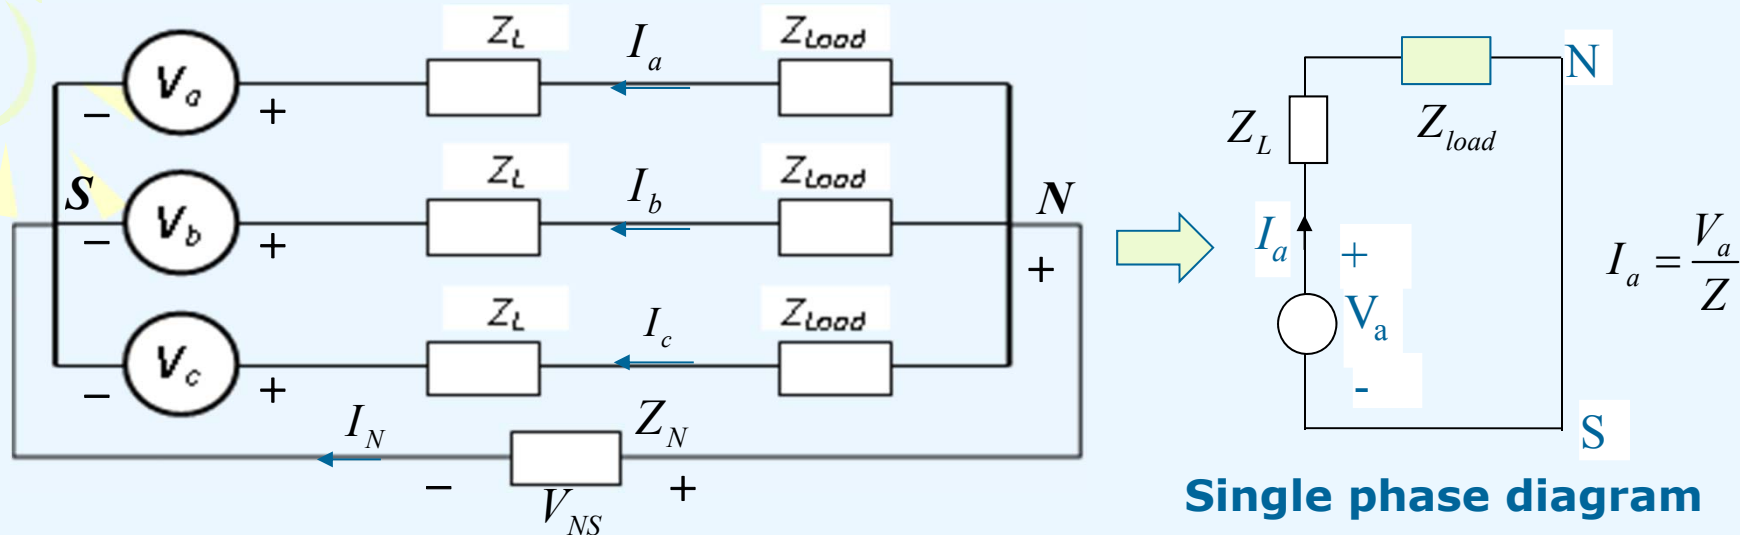 Z_L I_a Z_Load
V_a
− +
Z_L I_b Z_Load
S V_b N
− + +
Z_L I_c Z_Load
V_c
− +
I_N Z_N
− V_NS +
N
Z_L Z_load
I_a +
V_a
-
S
I_a = V_a / Z
Single phase diagram